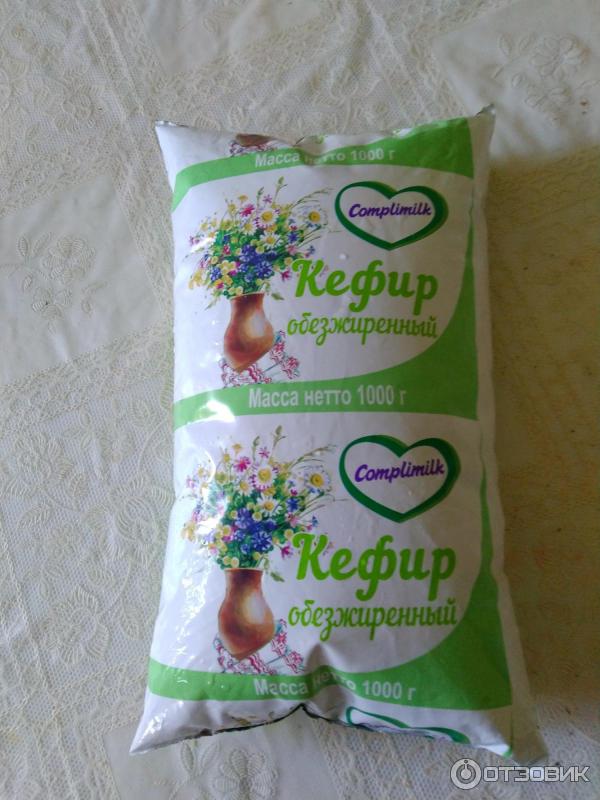 Масса нетто 1000 г
Complimilk
Кефир
обезжиренный
Масса нетто 1000 г
Complimilk
Кефир
обезжиренный
Масса нетто 1000 г
ОТЗОВИК